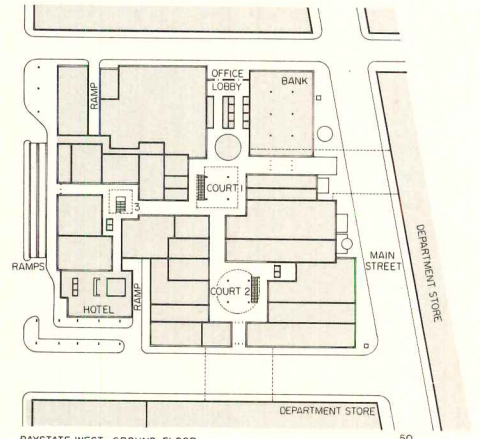 OFFICE
LOBBY
BANK
RAMP
COURT 1
3
DEPARTMENT STORE
MAIN
STREET
RAMPS
RAMP
COURT 2
HOTEL
DEPARTMENT STORE
BAYSTATE WEST GROUND FLOOR
50